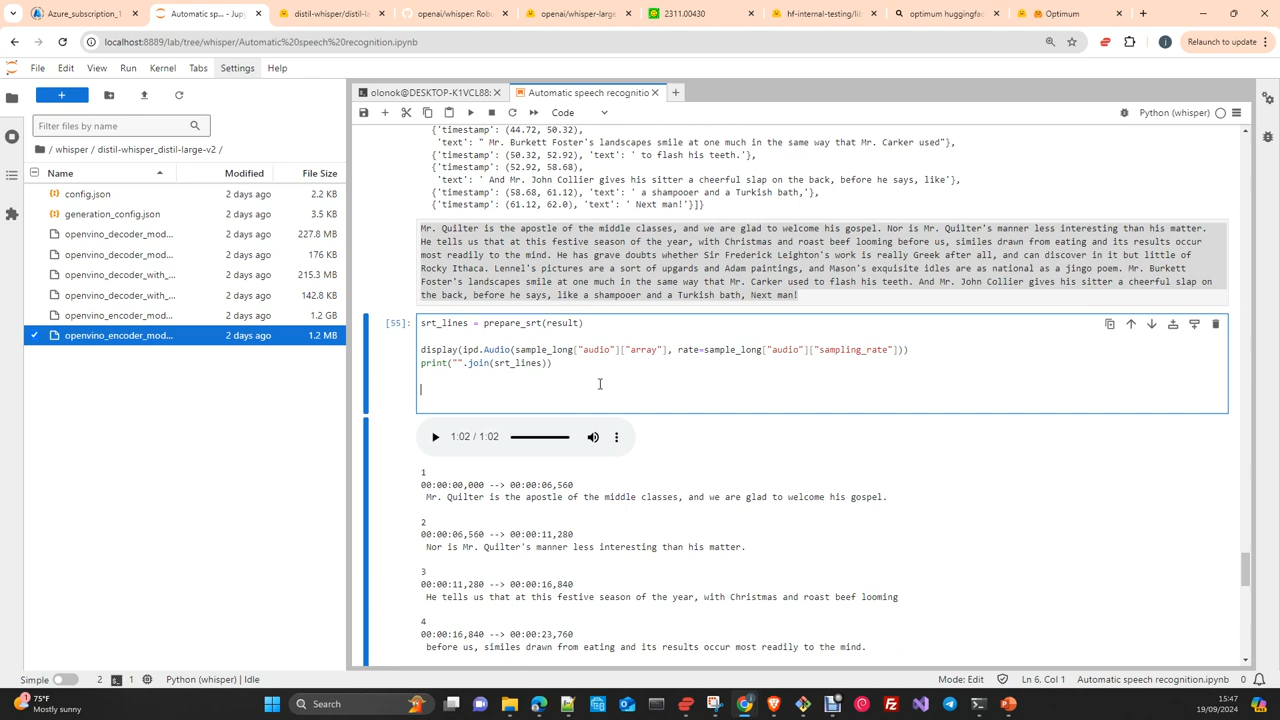 Azure_subscription_1
Automatic sp... - Jupy
distil-whisper/distil-la
openai/whisper: Robu
openai/whisper-large
2311.00430
hf-internal-testing/lib
optimum huggingfac
Optimum
localhost:8889/lab/tree/whisper/Automatic%20speech%20recognition.ipynb
Relaunch to update
File Edit View Run Kernel Tabs Settings Help
olonok@DESKTOP-K1VCL88:
Automatic speech recognitio
Filter files by name
Code
Python (whisper)
/ whisper / distil-whisper_distil-large-v2 /
Name Modified File Size
config.json 2 days ago 2.2 KB
generation_config.json 2 days ago 3.5 KB
openvino_decoder_mod... 2 days ago 227.8 MB
openvino_decoder_mod... 2 days ago 176 KB
openvino_decoder_with_... 2 days ago 215.3 MB
openvino_decoder_with_... 2 days ago 142.8 KB
openvino_encoder_mod... 2 days ago 1.2 GB
openvino_encoder_mod... 2 days ago 1.2 MB
{'timestamp': (44.72, 50.32),
'text': " Mr. Burkett Foster's landscapes smile at one much in the same way that Mr. Carker used"},
{'timestamp': (50.32, 52.92), 'text': ' to flash his teeth.'},
{'timestamp': (52.92, 58.68),
'text': ' And Mr. John Collier gives his sitter a cheerful slap on the back, before he says, like'},
{'timestamp': (58.68, 61.12), 'text': ' a shampooer and a Turkish bath,'},
{'timestamp': (61.12, 62.0), 'text': ' Next man!'}]}
Mr. Quilter is the apostle of the middle classes, and we are glad to welcome his gospel. Nor is Mr. Quilter's manner less interesting than his matter.
He tells us that at this festive season of the year, with Christmas and roast beef looming before us, similes drawn from eating and its results occur
most readily to the mind. He has grave doubts whether Sir Frederick Leighton's work is really Greek after all, and can discover in it but little of
Rocky Ithaca. Lennel's pictures are a sort of upgards and Adam paintings, and Mason's exquisite idles are as national as a jingo poem. Mr. Burkett
Foster's landscapes smile at one much in the same way that Mr. Carker used to flash his teeth. And Mr. John Collier gives his sitter a cheerful slap on
the back, before he says, like a shampooer and a Turkish bath, Next man!
[55]: srt_lines = prepare_srt(result)
display(ipd.Audio(sample_long["audio"]["array"], rate=sample_long["audio"]["sampling_rate"]))
print("".join(srt_lines))
1:02 / 1:02
1
00:00:00,000 --> 00:00:06,560
Mr. Quilter is the apostle of the middle classes, and we are glad to welcome his gospel.
2
00:00:06,560 --> 00:00:11,280
Nor is Mr. Quilter's manner less interesting than his matter.
3
00:00:11,280 --> 00:00:16,840
He tells us that at this festive season of the year, with Christmas and roast beef looming
4
00:00:16,840 --> 00:00:23,760
before us, similes drawn from eating and its results occur most readily to the mind.
Simple 2 1 Python (whisper) | Idle
Mode: Edit Ln 6, Col 1 Automatic speech recognition.ipynb 0
75°F
Mostly sunny
Search
15:47
19/09/2024